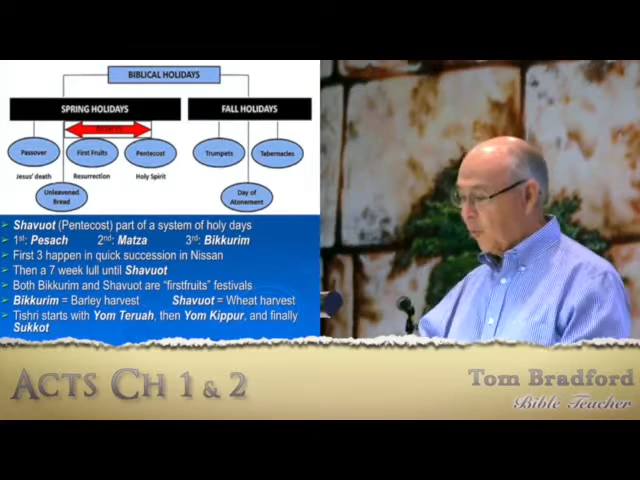 BIBLICAL HOLIDAYS
SPRING HOLIDAYS
FALL HOLIDAYS
Passover
First Fruits
Pentecost
Trumpets
Tabernacles
Jesus' death
Resurrection
Holy Spirit
Unleavened
Bread
Day of
Atonement
Shavuot (Pentecost) part of a system of holy days
1st: Pesach 2nd: Matza 3rd: Bikkurim
First 3 happen in quick succession in Nissan
Then a 7 week lull until Shavuot
Both Bikkurim and Shavuot are "firstfruits" festivals
Bikkurim = Barley harvest Shavuot = Wheat harvest
Tishri starts with Yom Teruah, then Yom Kippur, and finally
Sukkot
ACTS CH 1 & 2
Tom Bradford
Bible Teacher